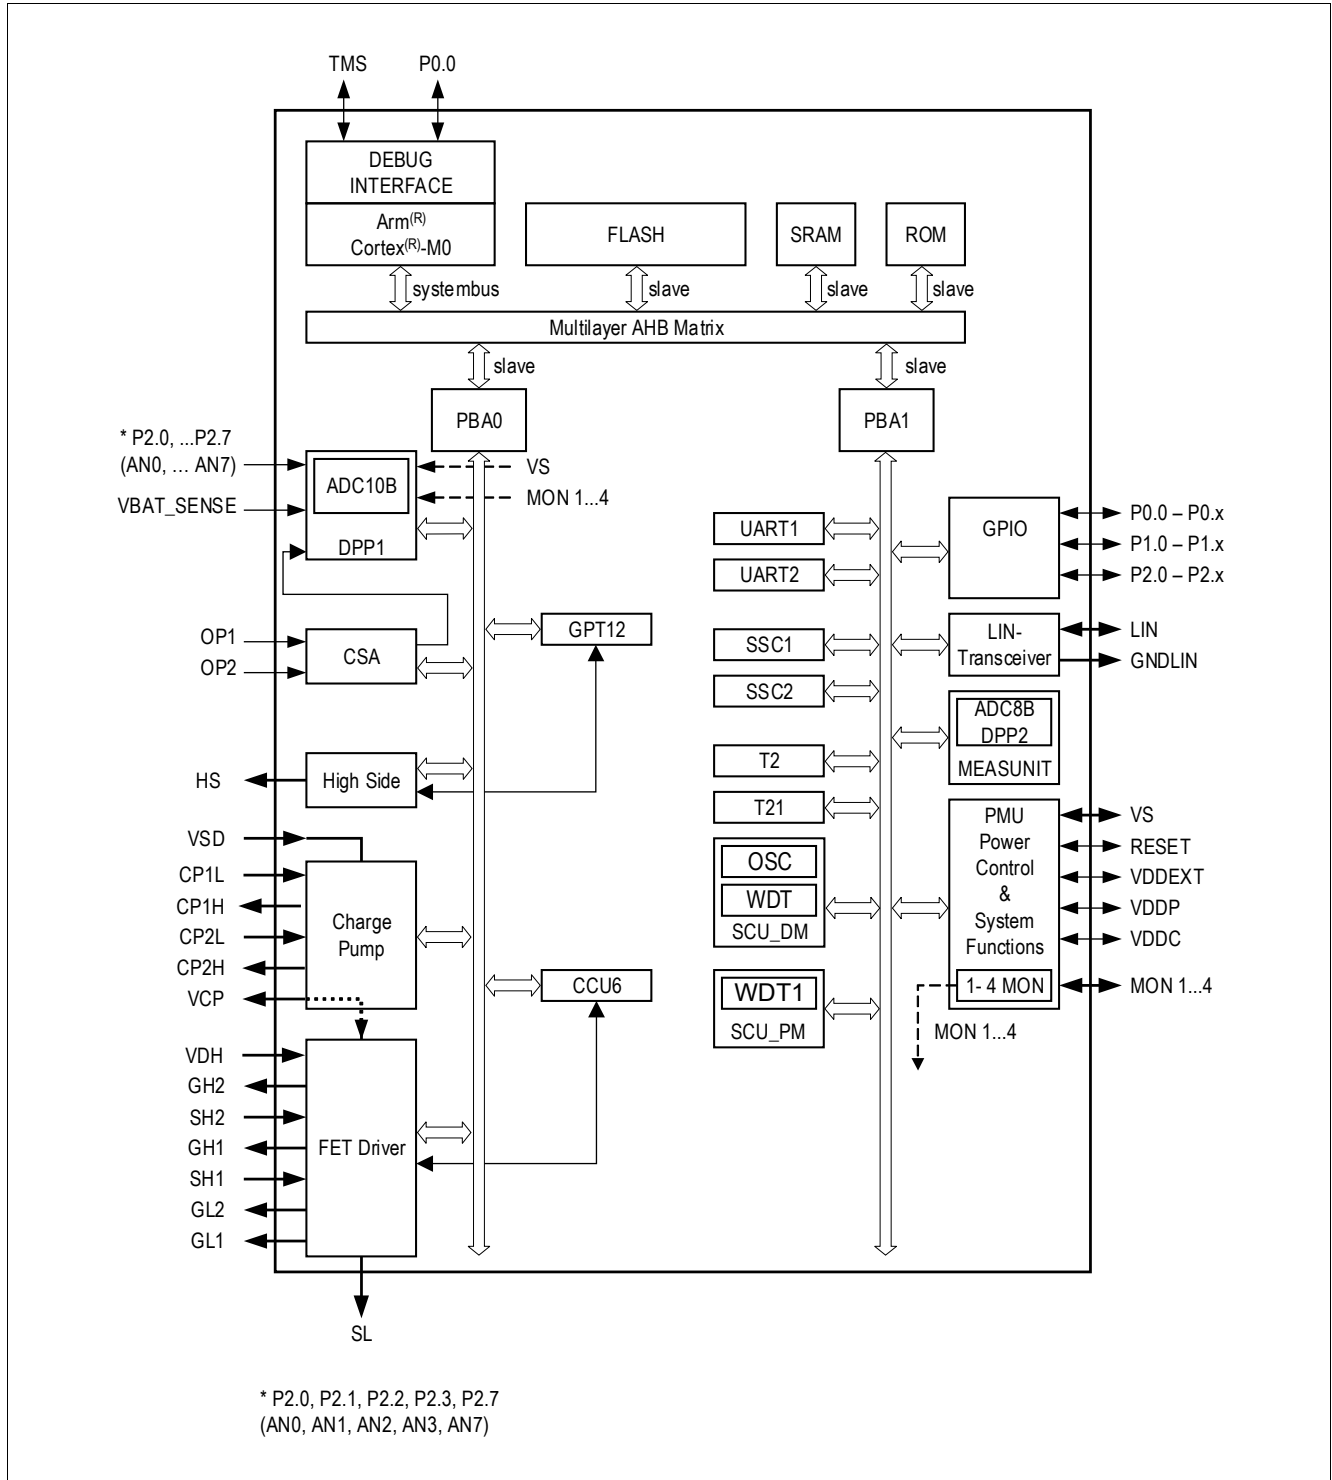 TMS P0.0
DEBUG
INTERFACE
Arm(R)
Cortex(R)-M0
FLASH
SRAM
ROM
systembus
slave
slave
slave
Multilayer AHB Matrix
slave
slave
PBA0
PBA1
* P2.0, ...P2.7
(AN0, ... AN7)
VBAT_SENSE
ADC10B
DPP1
VS
MON 1...4
OP1
OP2
CSA
GPT12
HS
High Side
VSD
CP1L
CP1H
CP2L
CP2H
VCP
Charge
Pump
CCU6
VDH
GH2
SH2
GH1
SH1
GL2
GL1
FET Driver
SL
UART1
UART2
SSC1
SSC2
T2
T21
OSC
WDT
SCU_DM
WDT1
SCU_PM
GPIO
P0.0 – P0.x
P1.0 – P1.x
P2.0 – P2.x
LIN-
Transceiver
LIN
GNDLIN
ADC8B
DPP2
MEASUNIT
PMU
Power
Control
&
System
Functions
1- 4 MON
VS
RESET
VDDEXT
VDDP
VDDC
MON 1...4
MON 1...4
* P2.0, P2.1, P2.2, P2.3, P2.7
(AN0, AN1, AN2, AN3, AN7)